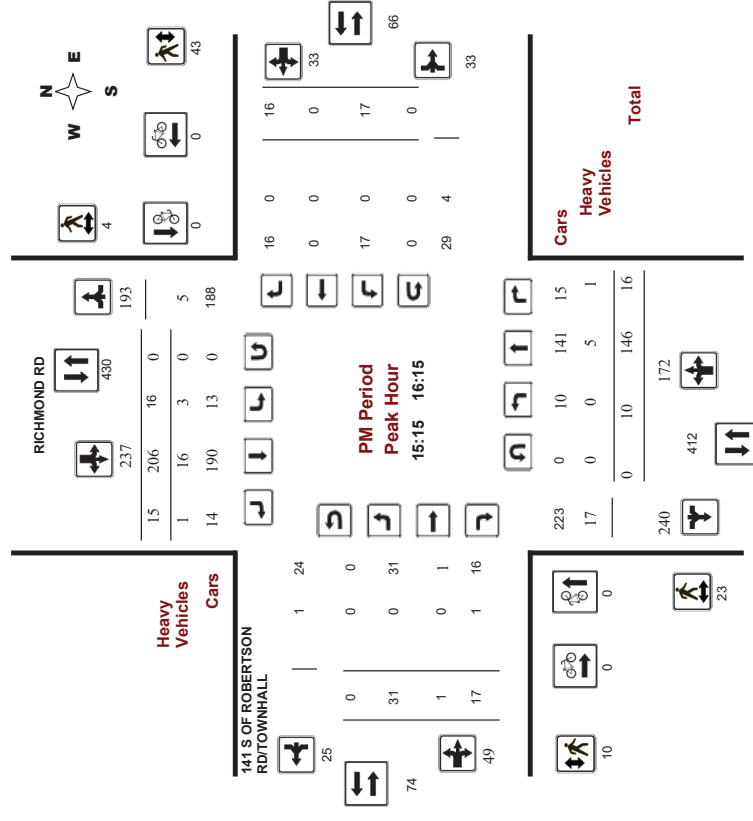 N
W E
S
4
43
0
0
RICHMOND RD
237
430
193
15 206 16 0
1 16 3 0 5
14 190 13 0 188
Heavy
Vehicles
Cars
33
66
33
16 0 16
0 0 0
17 0 17
0 0 0
29 4
PM Period
Peak Hour
15:15 16:15
141 S OF ROBERTSON
RD/TOWNHALL
25
74
49
1 24
0 0 0
31 0 31
1 0 1
17 1 16
Cars
Heavy
Vehicles
Total
223 0 10 141 15
17 0 0 5 1
0 10 146 16
240
412
172
10
0
0
23